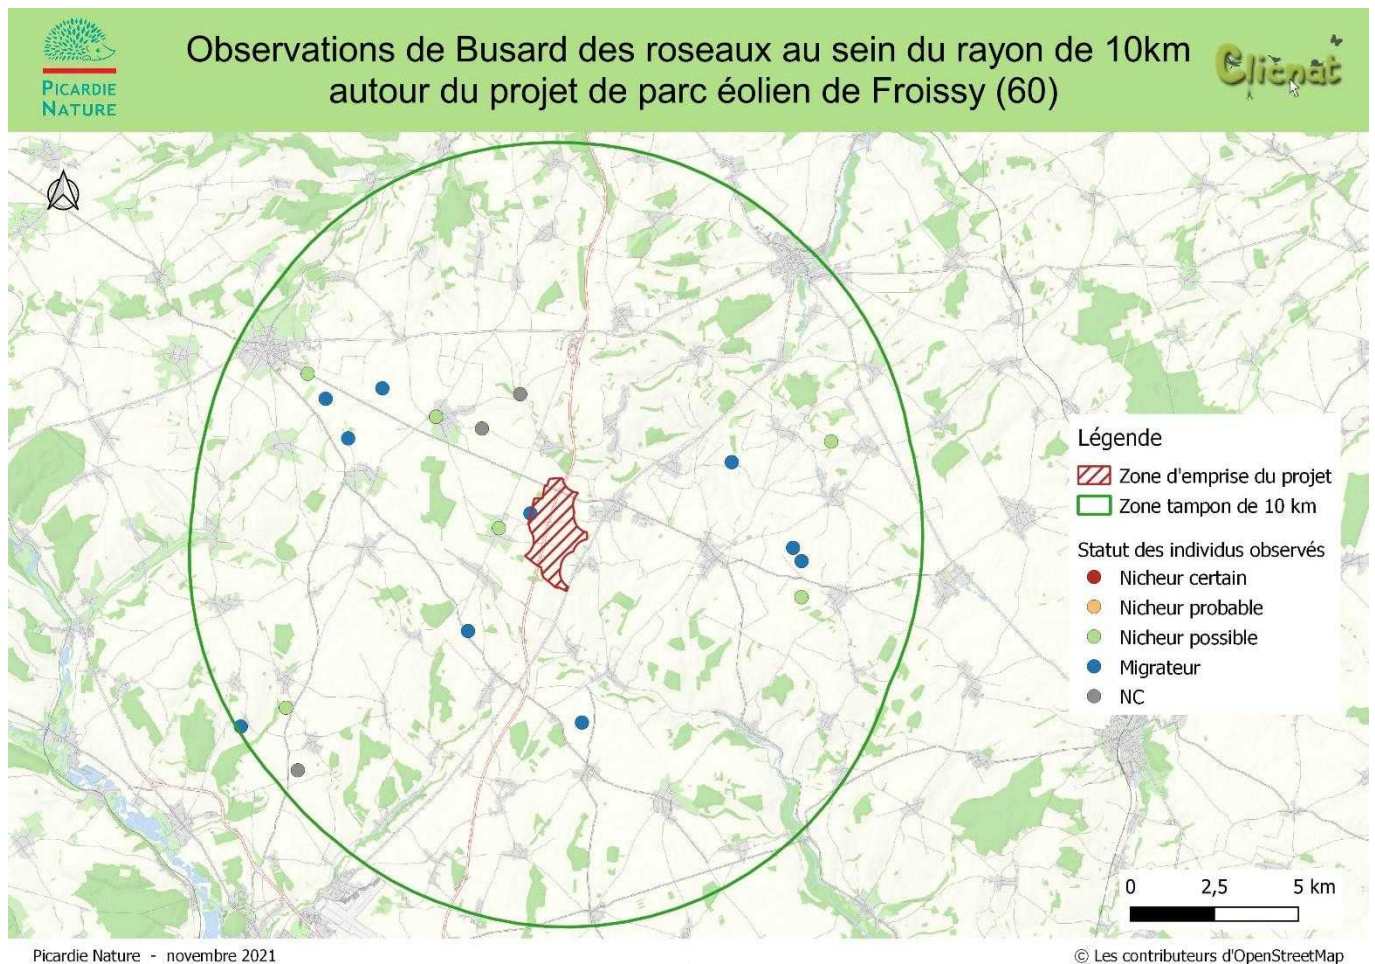 PICARDIE
NATURE
Observations de Busard des roseaux au sein du rayon de 10km
autour du projet de parc éolien de Froissy (60)
Clicnat
Légende
Zone d'emprise du projet
Zone tampon de 10 km
Statut des individus observés
Nicheur certain
Nicheur probable
Nicheur possible
Migrateur
NC
0 2,5 5 km
Picardie Nature - novembre 2021
© Les contributeurs d'OpenStreetMap